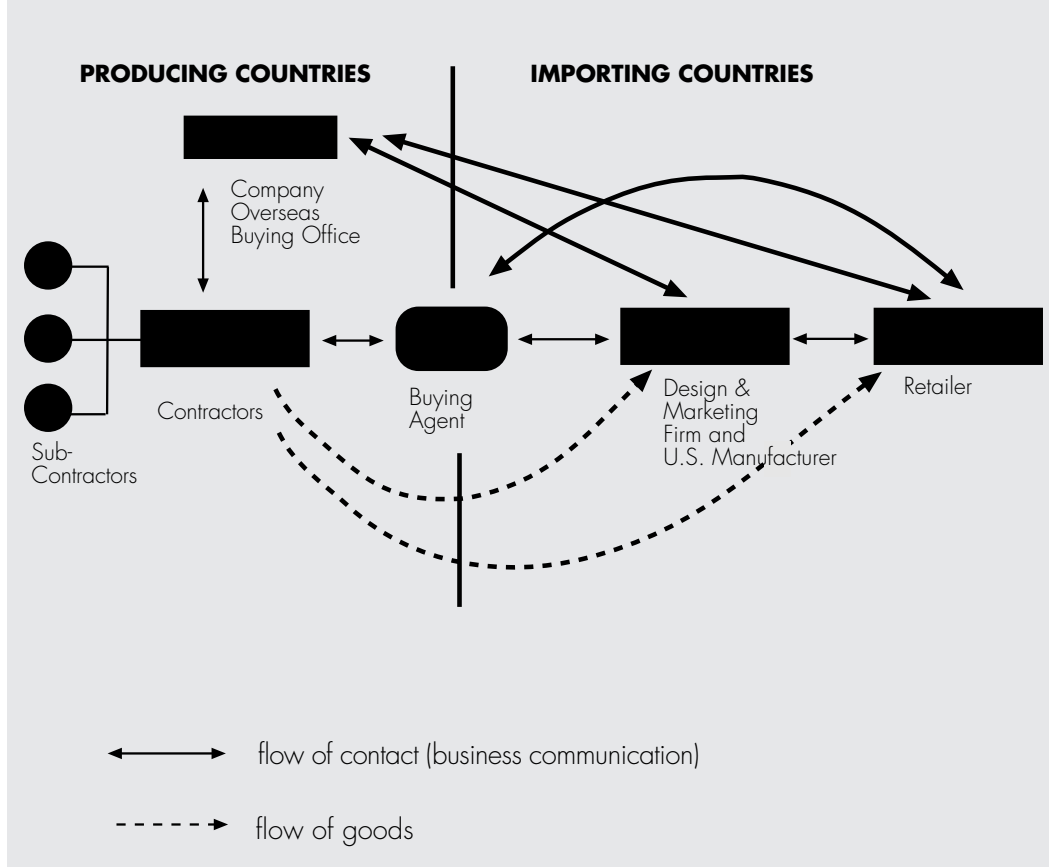 PRODUCING COUNTRIES
IMPORTING COUNTRIES
Company
Overseas
Buying Office
Contractors
Buying
Agent
Design &
Marketing
Firm and
U.S. Manufacturer
Retailer
Sub-
Contractors
flow of contact (business communication)
flow of goods